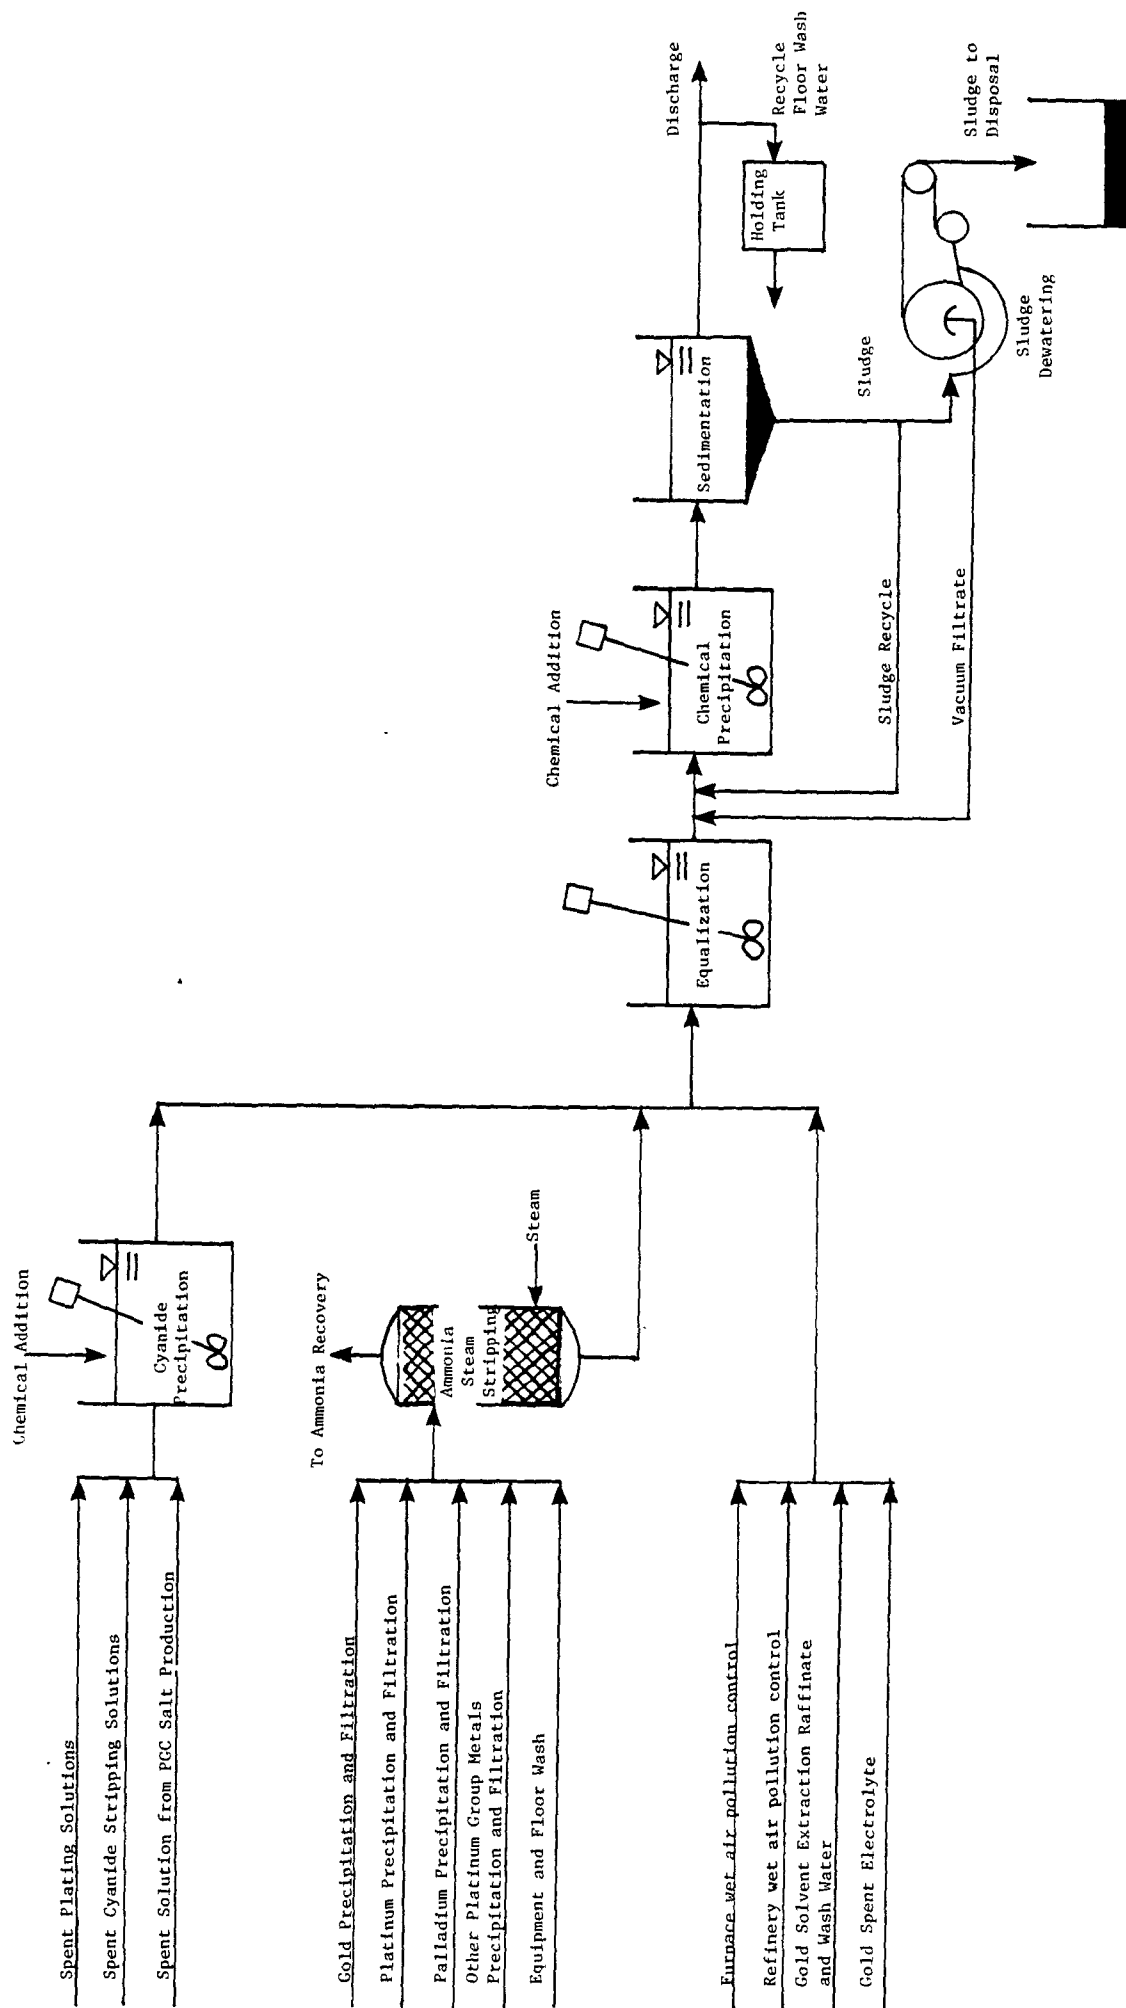 Spent Plating Solutions
Spent Cyanide Stripping Solutions
Spent Solution from PGC Salt Production
Chemical Addition
Cyanide
Precipitation
Gold Precipitation and Filtration
Platinum Precipitation and Filtration
Palladium Precipitation and Filtration
Other Platinum Group Metals
Precipitation and Filtration
Equipment and Floor Wash
To Ammonia Recovery
Ammonia
Steam
Stripping
Steam
Furnace wet air pollution control
Refinery wet air pollution control
Gold Solvent Extraction Raffinate
and Wash Water
Gold Spent Electrolyte
Equalization
Chemical Addition
Chemical
Precipitation
Sedimentation
Discharge
Holding
Tank
Recycle
Floor Wash
Water
Sludge
Sludge Recycle
Vacuum Filtrate
Sludge
Dewatering
Sludge to
Disposal